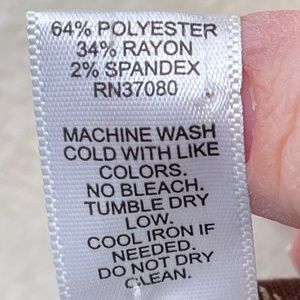 64% POLYESTER
34% RAYON
2% SPANDEX
RN37080
MACHINE WASH
COLD WITH LIKE
COLORS.
NO BLEACH.
TUMBLE DRY
LOW.
COOL IRON IF
NEEDED.
DO NOT DRY
CLEAN.